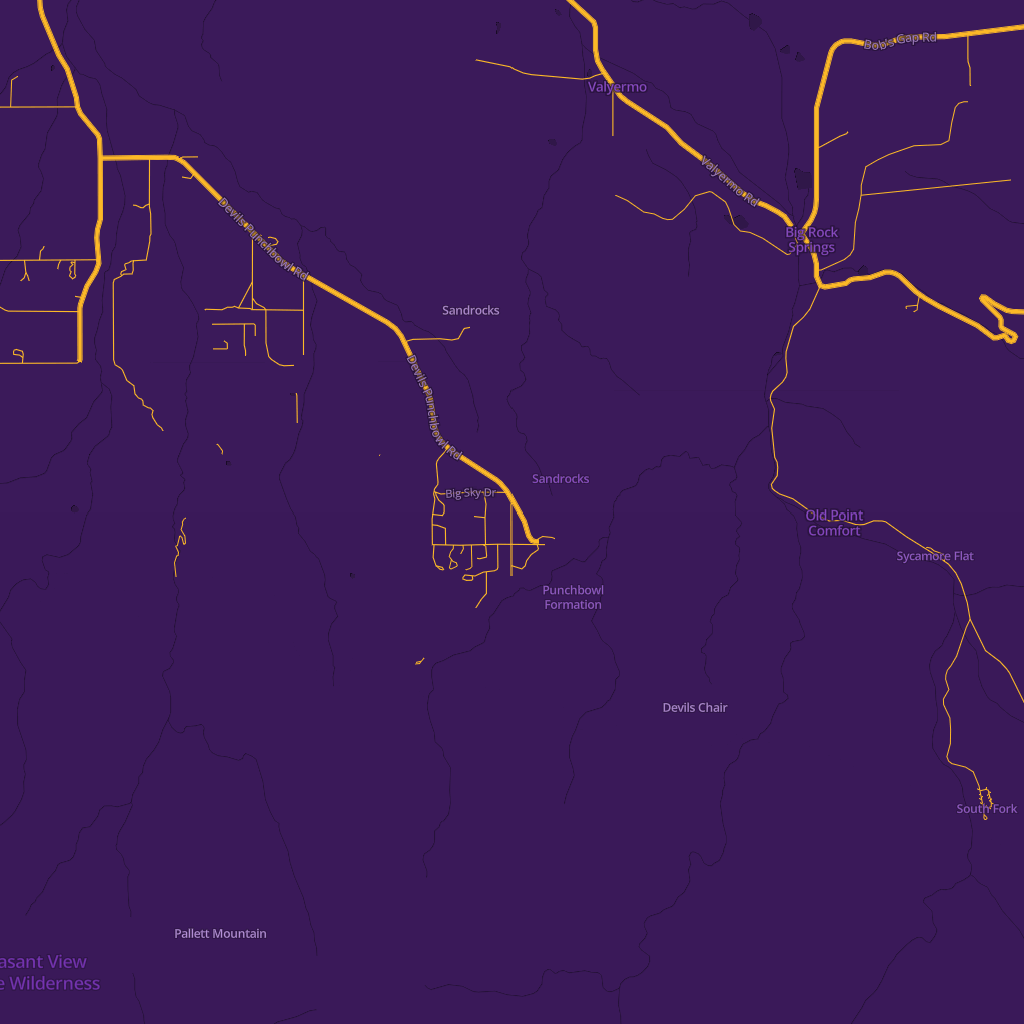 Bob's Gap Rd
Valyermo
Valyermo Rd
Devils Punchbowl Rd
Big Rock
Springs
Sandrocks
Devils Punchbowl Rd
Sandrocks
Big Sky Dr
Old Point
Comfort
Sycamore Flat
Punchbowl
Formation
Devils Chair
South Fork
Pallett Mountain
asant View
e Wilderness